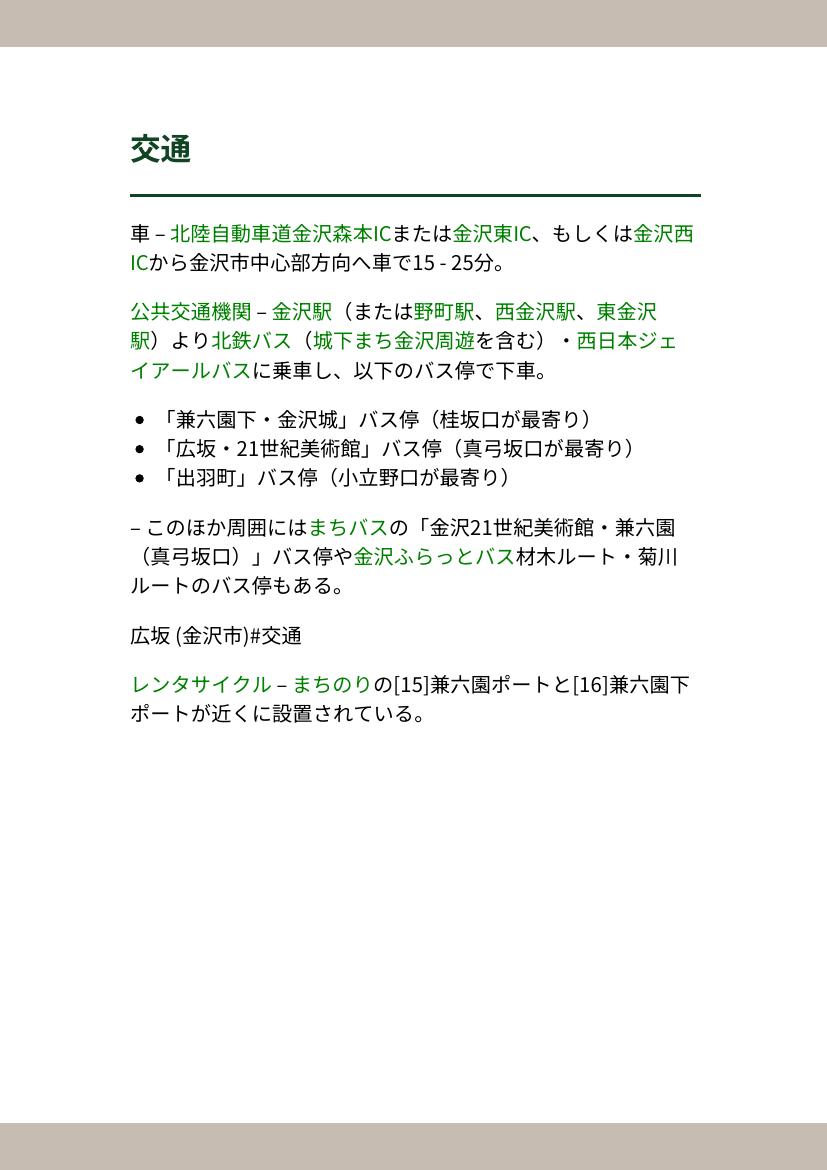 交通
車 – 北陸自動車道金沢森本ICまたは金沢東IC、もしくは金沢西
ICから金沢市中心部方向へ車で15 - 25分。
公共交通機関 – 金沢駅（または野町駅、西金沢駅、東金沢
駅）より北鉄バス（城下まち金沢周遊を含む）・西日本ジェ
イアールバスに乗車し、以下のバス停で下車。
• 「兼六園下・金沢城」バス停（桂坂口が最寄り）
• 「広坂・21世紀美術館」バス停（真弓坂口が最寄り）
• 「出羽町」バス停（小立野口が最寄り）
– このほか周囲にはまちバスの「金沢21世紀美術館・兼六園
（真弓坂口）」バス停や金沢ふらっとバス材木ルート・菊川
ルートのバス停もある。
広坂 (金沢市)#交通
レンタサイクル – まちのりの[15]兼六園ポートと[16]兼六園下
ポートが近くに設置されている。